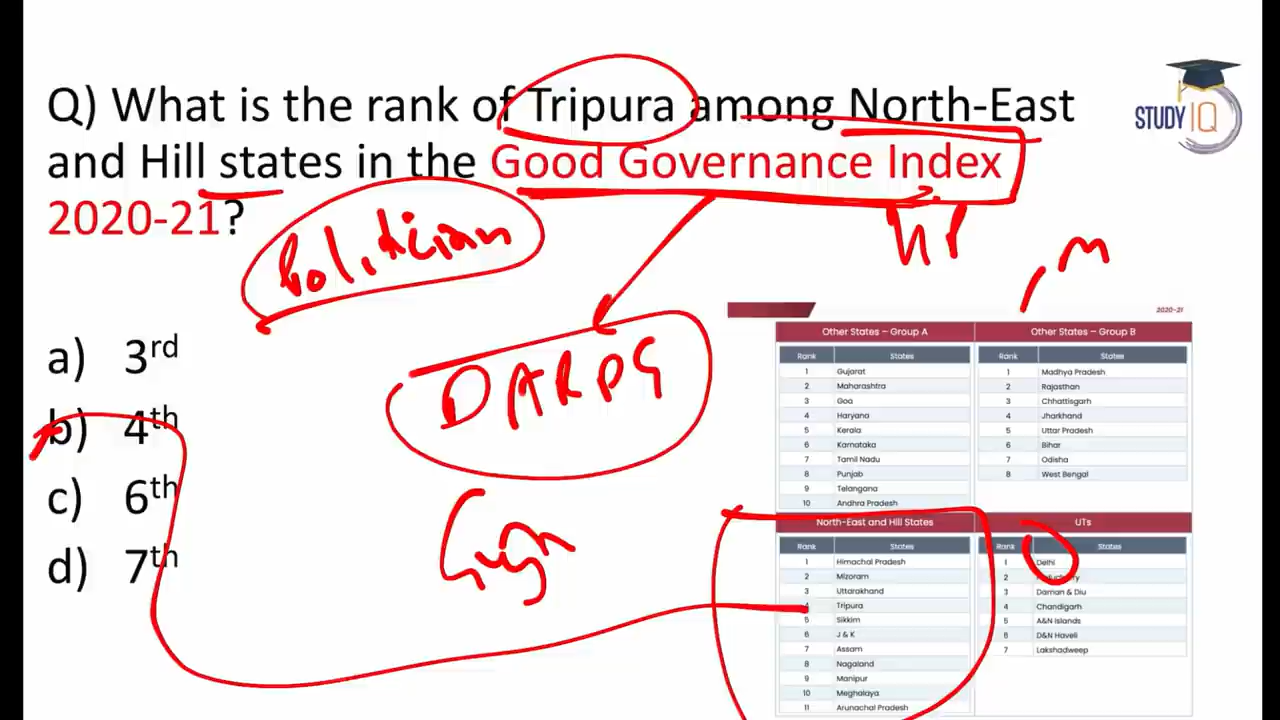 Q) What is the rank of Tripura among North-East
and Hill states in the Good Governance Index
2020-21?
STUDY IQ
Politician
HP
, M
a) 3rd
b) 4th
c) 6th
d) 7th
DARPG
2020-21
Other States – Group A
Rank States
1 Gujarat
2 Maharashtra
3 Goa
4 Haryana
5 Kerala
6 Karnataka
7 Tamil Nadu
8 Punjab
9 Telangana
10 Andhra Pradesh
Other States – Group B
Rank States
1 Madhya Pradesh
2 Rajasthan
3 Chhattisgarh
4 Jharkhand
5 Uttar Pradesh
6 Bihar
7 Odisha
8 West Bengal
North-East and Hill States
Rank States
1 Himachal Pradesh
2 Mizoram
3 Uttarakhand
4 Tripura
5 Sikkim
6 J & K
7 Assam
8 Nagaland
9 Manipur
10 Meghalaya
11 Arunachal Pradesh
UTs
Rank States
1 Delhi
2
3 Daman & Diu
4 Chandigarh
5 A&N islands
6 D&N Haveli
7 Lakshadweep